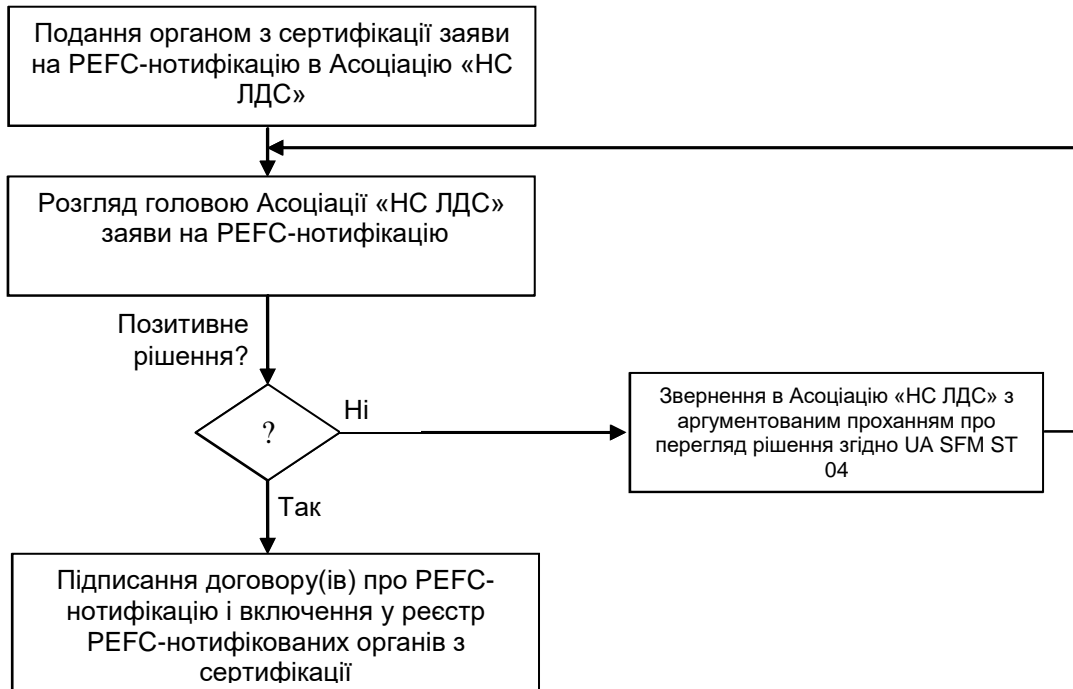 Подання органом з сертифікації заяви
на PEFC-нотифікацію в Асоціацію «НС
ЛДС»
Розгляд головою Асоціації «НС ЛДС»
заяви на PEFC-нотифікацію
Позитивне
рішення?
?
Ні
Звернення в Асоціацію «НС ЛДС» з
аргументованим проханням про
перегляд рішення згідно UA SFM ST
04
Так
Підписання договору(ів) про PEFC-
нотифікацію і включення у реєстр
PEFC-нотифікованих органів з
сертифікації